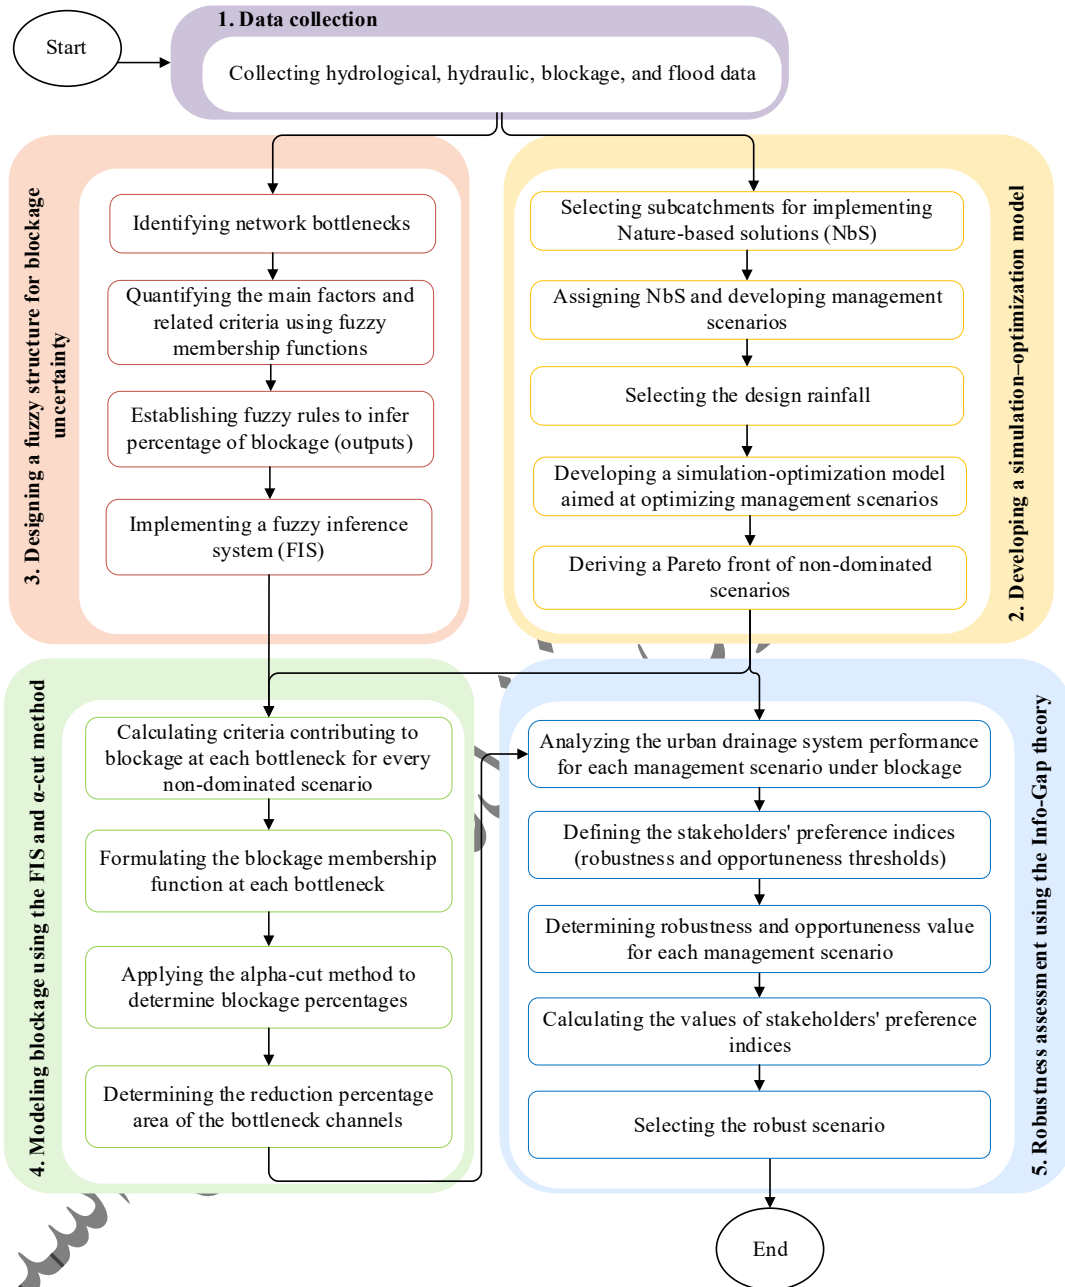 Start
1. Data collection
Collecting hydrological, hydraulic, blockage, and flood data
3. Designing a fuzzy structure for blockage
uncertainty
Identifying network bottlenecks
Quantifying the main factors and
related criteria using fuzzy
membership functions
Establishing fuzzy rules to infer
percentage of blockage (outputs)
Implementing a fuzzy inference
system (FIS)
2. Developing a simulation–optimization model
Selecting subcatchments for implementing
Nature-based solutions (NbS)
Assigning NbS and developing management
scenarios
Selecting the design rainfall
Developing a simulation-optimization model
aimed at optimizing management scenarios
Deriving a Pareto front of non-dominated
scenarios
4. Modeling blockage using the FIS and α-cut method
Calculating criteria contributing to
blockage at each bottleneck for every
non-dominated scenario
Formulating the blockage membership
function at each bottleneck
Applying the alpha-cut method to
determine blockage percentages
Determining the reduction percentage
area of the bottleneck channels
5. Robustness assessment using the Info-Gap theory
Analyzing the urban drainage system performance
for each management scenario under blockage
Defining the stakeholders' preference indices
(robustness and opportuneness thresholds)
Determining robustness and opportuneness value
for each management scenario
Calculating the values of stakeholders' preference
indices
Selecting the robust scenario
End